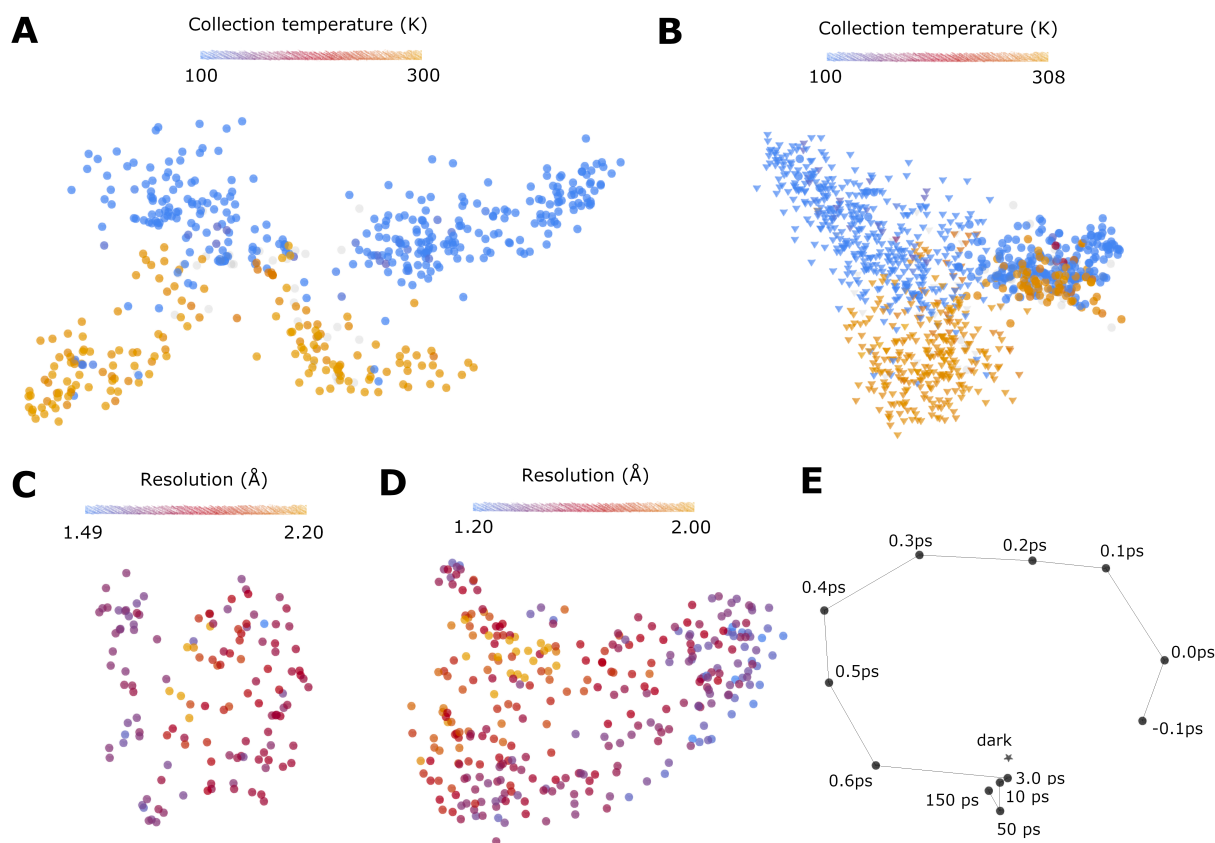 A
Collection temperature (K)
100 300
B
Collection temperature (K)
100 308
C
Resolution (Å)
1.49 2.20
D
Resolution (Å)
1.20 2.00
E
0.3ps
0.2ps
0.1ps
0.4ps
0.0ps
0.5ps
-0.1ps
dark
0.6ps
3.0 ps
10 ps
150 ps
50 ps